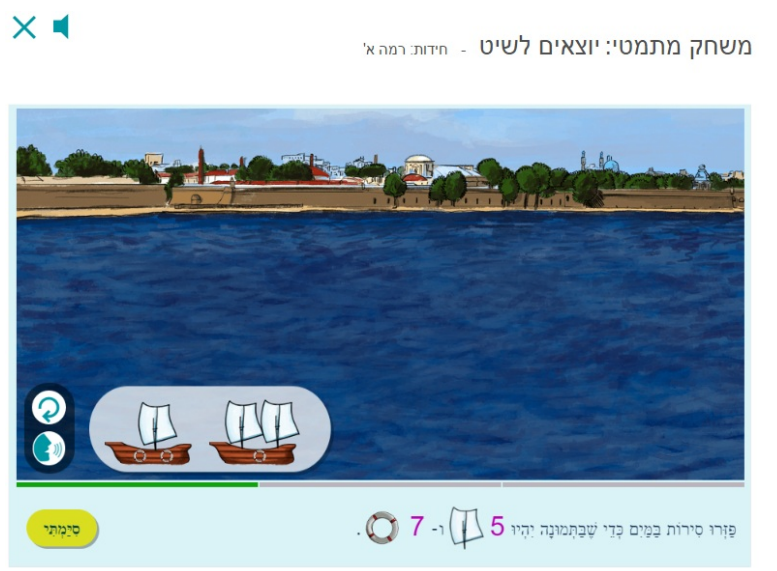 משחק מתמטי: יוצאים לשיט - חידות: רמה א'
פַּזְּרוּ סִירוֹת בַּמַּיִם כְּדֵי שֶׁבַּתְּמוּנָה יִהְיוּ 5 ו- 7 .
סִיַּמְתִּי